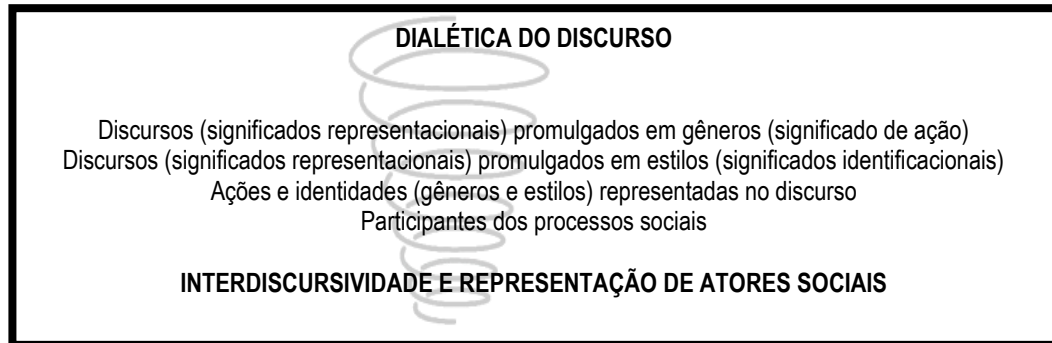 DIALÉTICA DO DISCURSO
Discursos (significados representacionais) promulgados em gêneros (significado de ação)
Discursos (significados representacionais) promulgados em estilos (significados identificacionais)
Ações e identidades (gêneros e estilos) representadas no discurso
Participantes dos processos sociais
INTERDISCURSIVIDADE E REPRESENTAÇÃO DE ATORES SOCIAIS